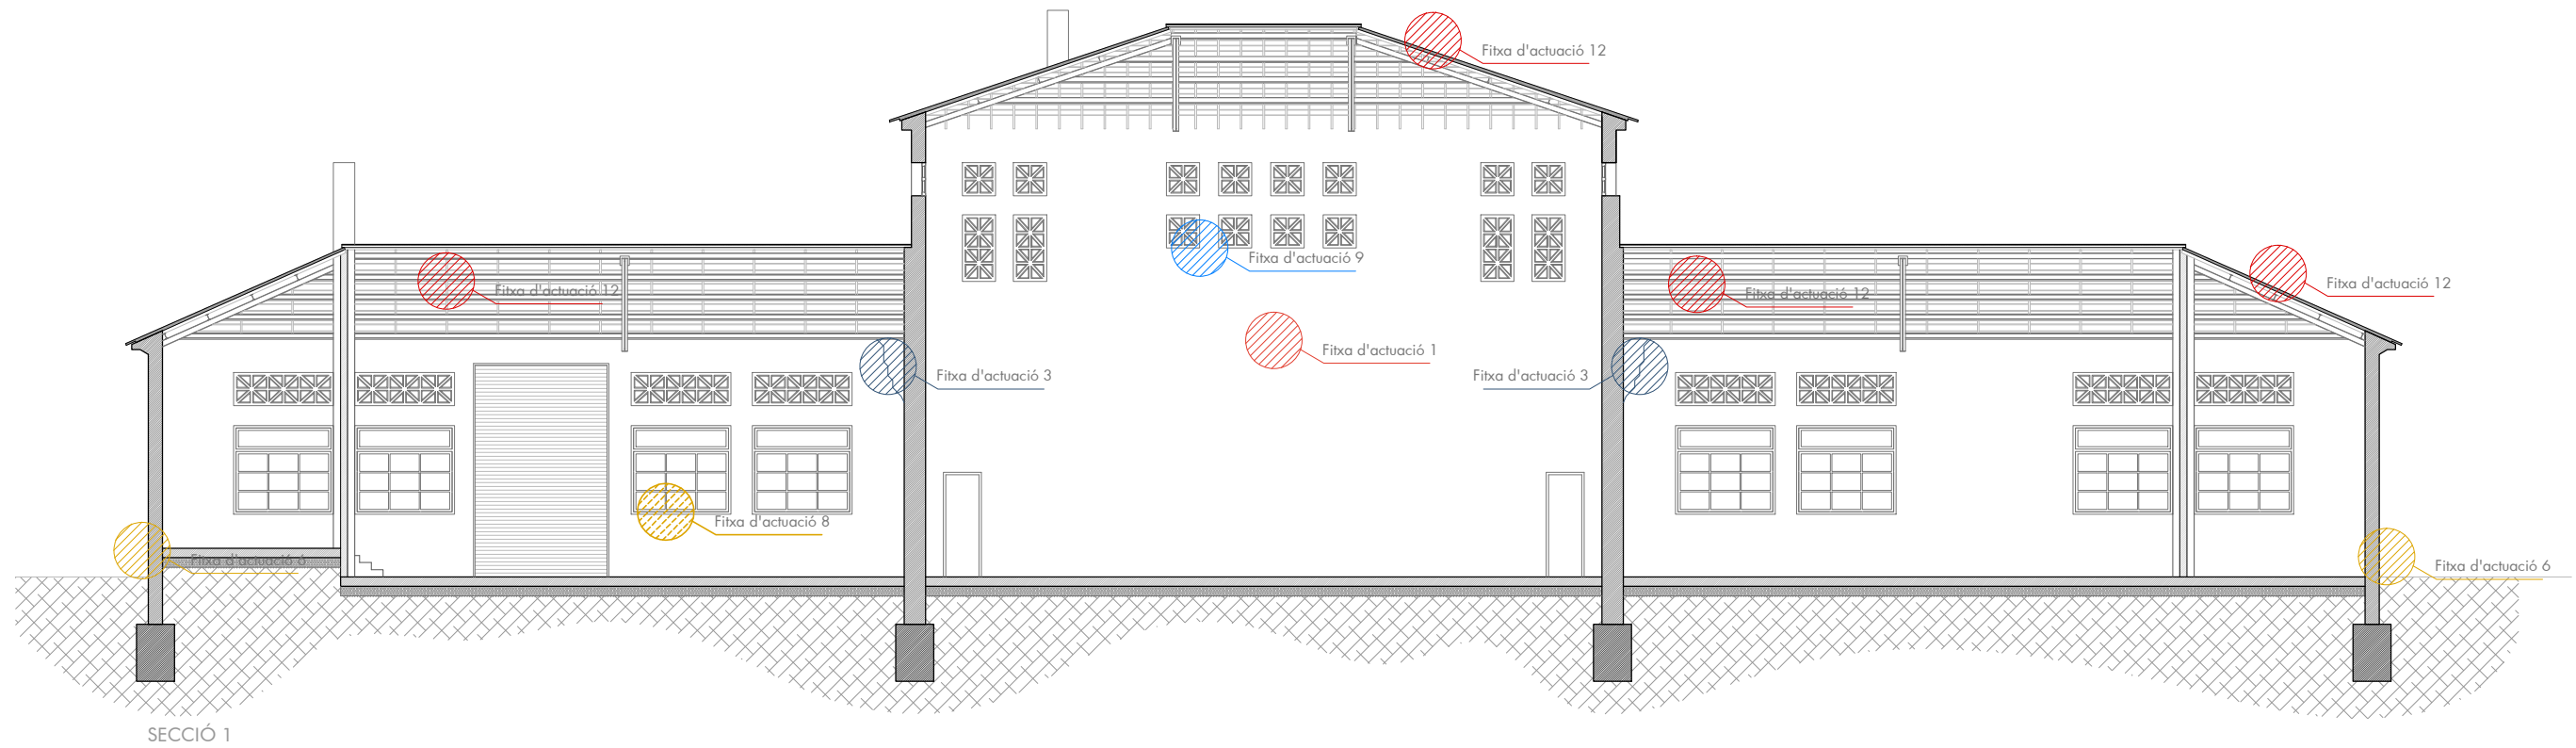 Fitxa d'actuació 12
Fitxa d'actuació 9
Fitxa d'actuació 12
Fitxa d'actuació 12
Fitxa d'actuació 12
Fitxa d'actuació 1
Fitxa d'actuació 3
Fitxa d'actuació 3
Fitxa d'actuació 8
Fitxa d'actuació 6
Fitxa d'actuació 6
SECCIÓ 1